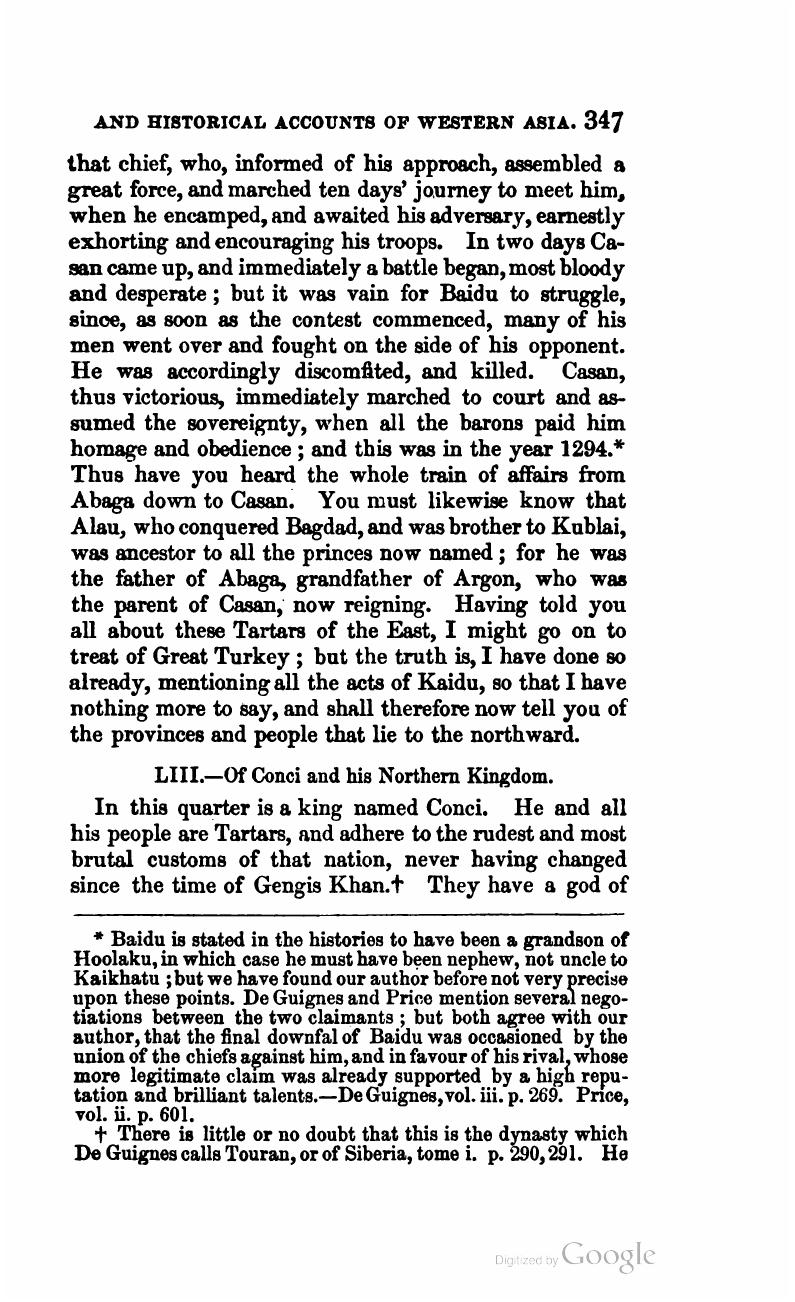 AND HISTORICAL ACCOUNTS OF WESTERN ASIA. 347
that chief, who, informed of his approach, assembled a
great force, and marched ten days' journey to meet him,
when he encamped, and awaited his adversary, earnestly
exhorting and encouraging his troops. In two days Ca-
san came up, and immediately a battle began, most bloody
and desperate ; but it was vain for Baidu to struggle,
since, as soon as the contest commenced, many of his
men went over and fought on the side of his opponent.
He was accordingly discomfited, and killed. Casan,
thus victorious, immediately marched to court and as-
sumed the sovereignty, when all the barons paid him
homage and obedience ; and this was in the year 1294.*
Thus have you heard the whole train of affairs from
Abaga down to Casan. You must likewise know that
Alau, who conquered Bagdad, and was brother to Kublai,
was ancestor to all the princes now named ; for he was
the father of Abaga, grandfather of Argon, who was
the parent of Casan, now reigning. Having told you
all about these Tartars of the East, I might go on to
treat of Great Turkey ; but the truth is, I have done so
already, mentioning all the acts of Kaidu, so that I have
nothing more to say, and shall therefore now tell you of
the provinces and people that lie to the northward.
LIII.—Of Conci and his Northern Kingdom.
In this quarter is a king named Conci. He and all
his people are Tartars, and adhere to the rudest and most
brutal customs of that nation, never having changed
since the time of Gengis Khan.† They have a god of
* Baidu is stated in the histories to have been a grandson of
Hoolaku, in which case he must have been nephew, not uncle to
Kaikhatu ; but we have found our author before not very precise
upon these points. De Guignes and Price mention several nego-
tiations between the two claimants ; but both agree with our
author, that the final downfal of Baidu was occasioned by the
union of the chiefs against him, and in favour of his rival, whose
more legitimate claim was already supported by a high repu-
tation and brilliant talents.—De Guignes, vol. iii. p. 269. Price,
vol. ii. p. 601.
† There is little or no doubt that this is the dynasty which
De Guignes calls Touran, or of Siberia, tome i. p. 290, 291. He
Digitized by Google